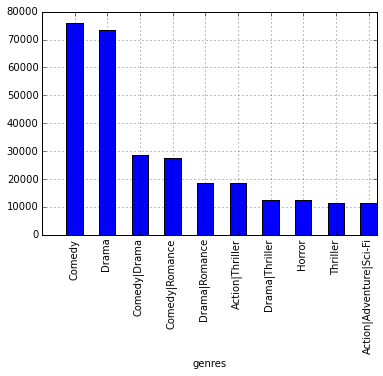 80000
70000
60000
50000
40000
30000
20000
10000
0
Comedy
Drama
Comedy|Drama
Comedy|Romance
Drama|Romance
Action|Thriller
Drama|Thriller
Horror
Thriller
Action|Adventure|Sci-Fi
genres